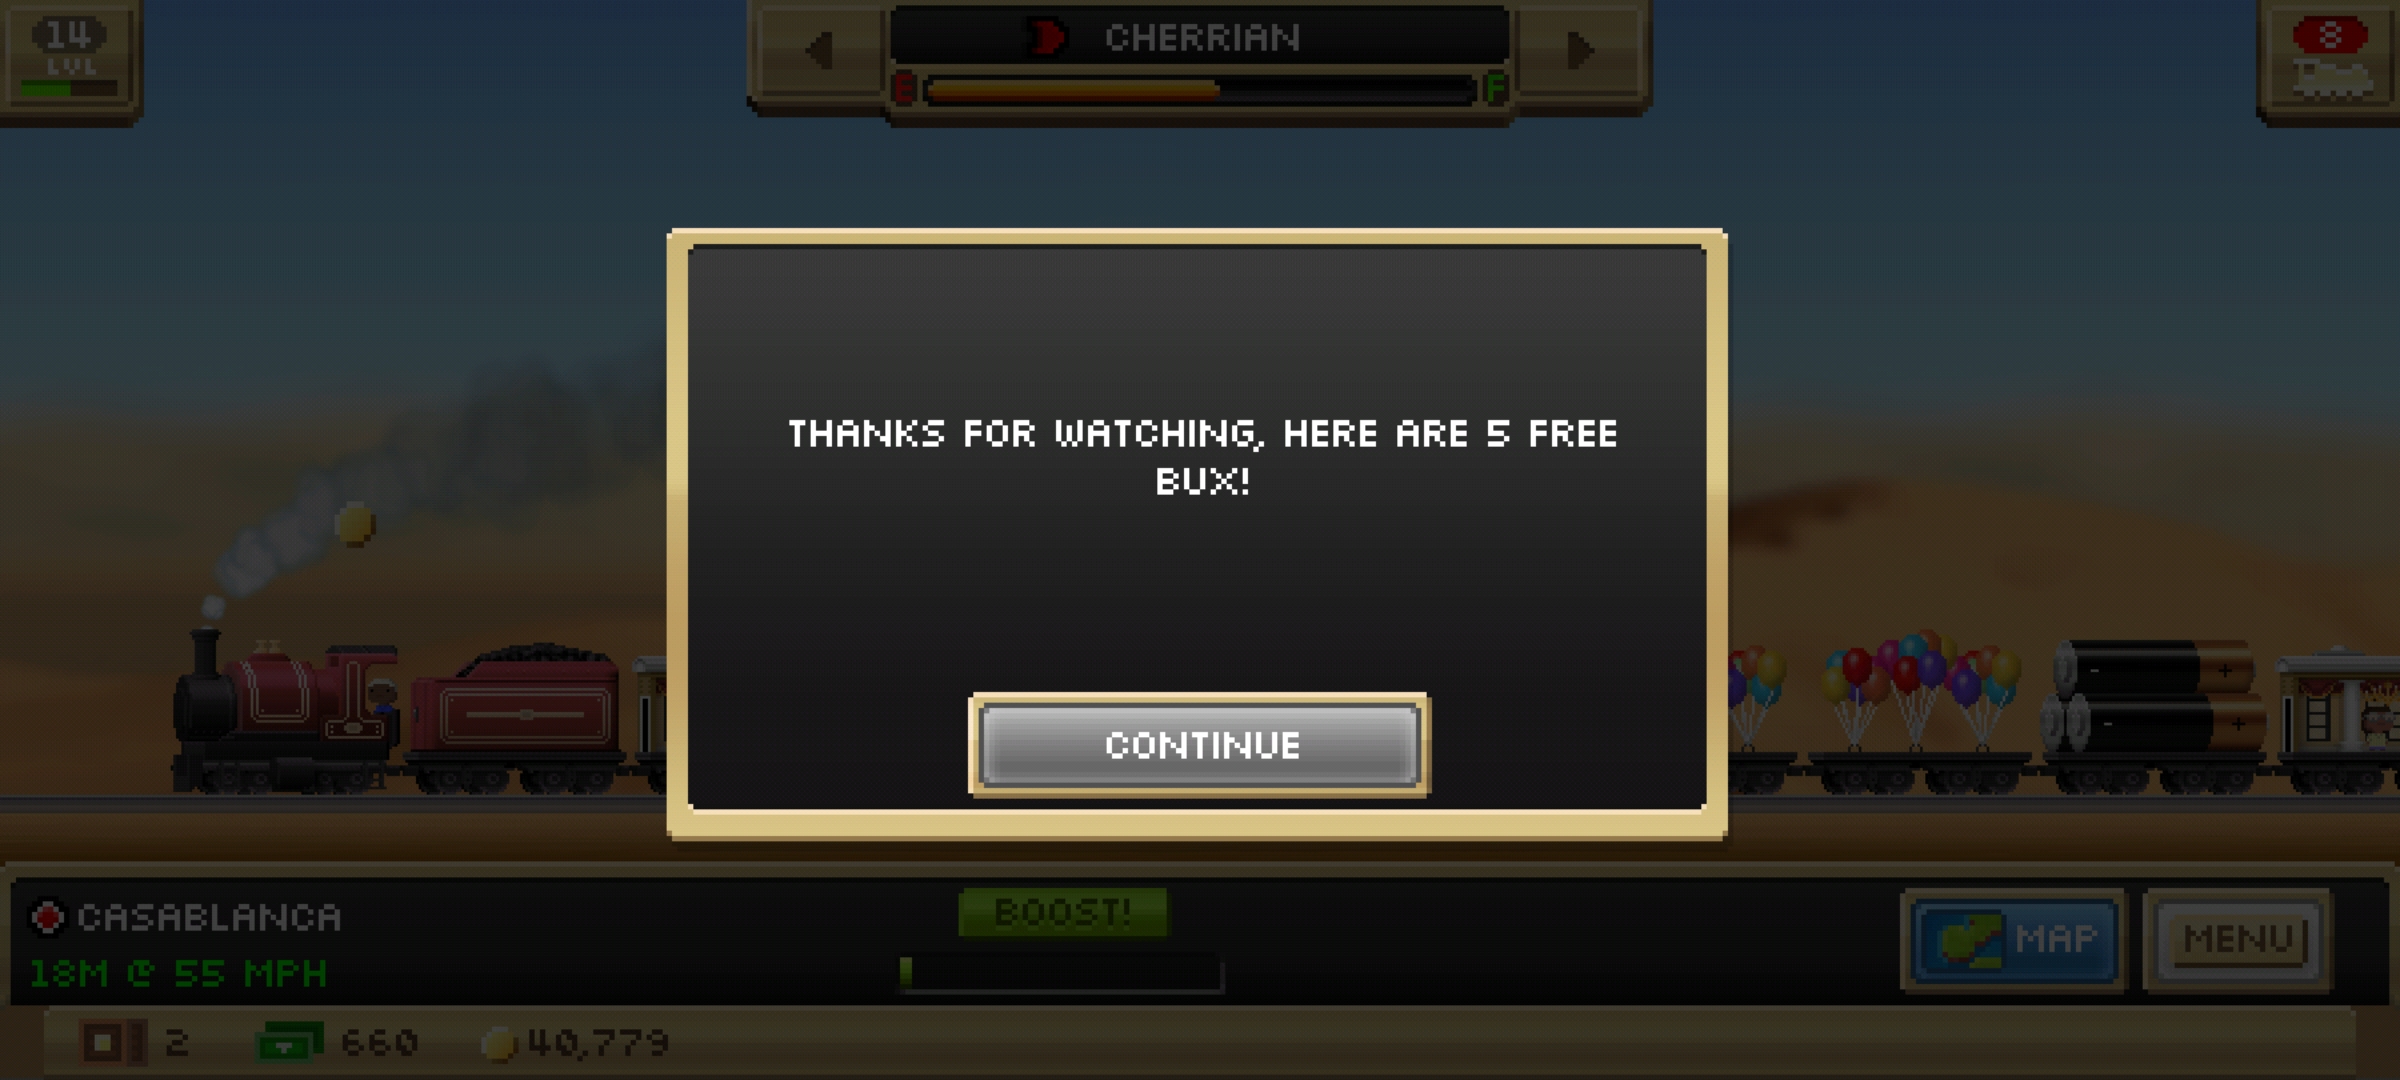 14
LVL
CHERRIAN
E F
8
THANKS FOR WATCHING, HERE ARE 5 FREE
BUX!
CONTINUE
CASABLANCA
18M @ 55 MPH
BOOST!
MAP
MENU
2
660
40,779